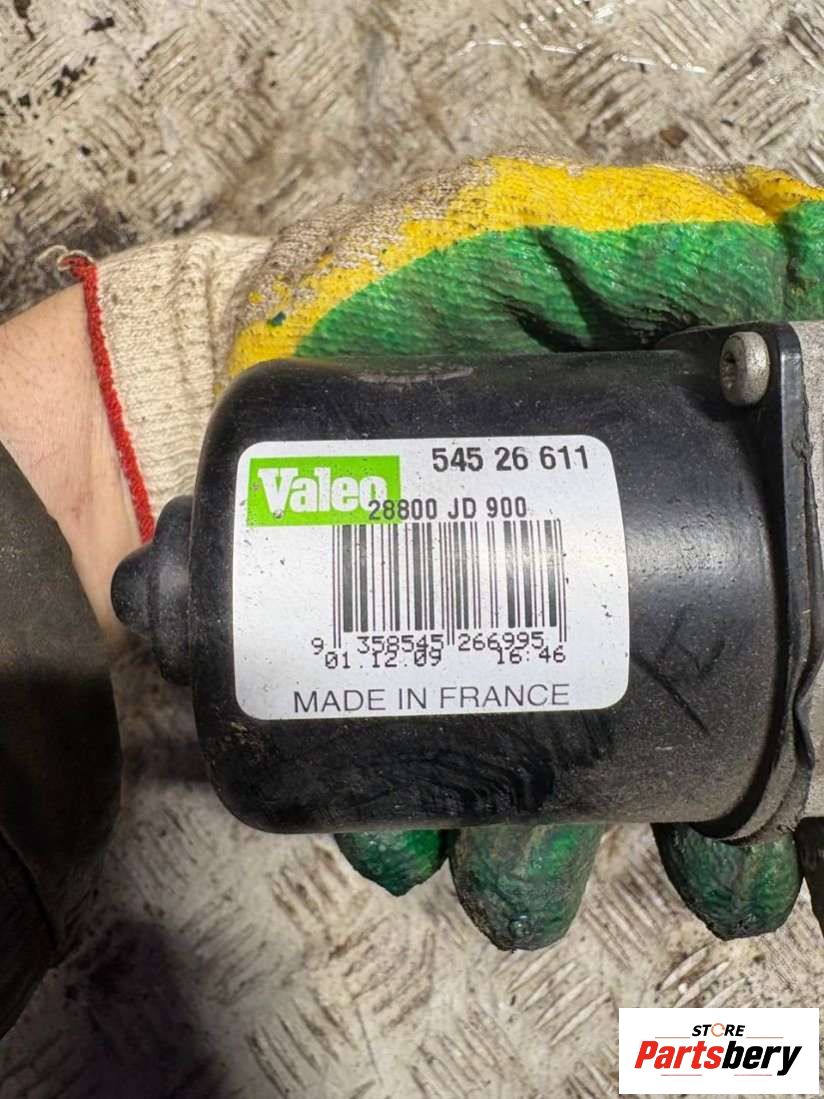 Valeo 545 26 611
28800 JD 900
9 358545 266995
01.12.09 16:46
MADE IN FRANCE
STORE
Partsbery